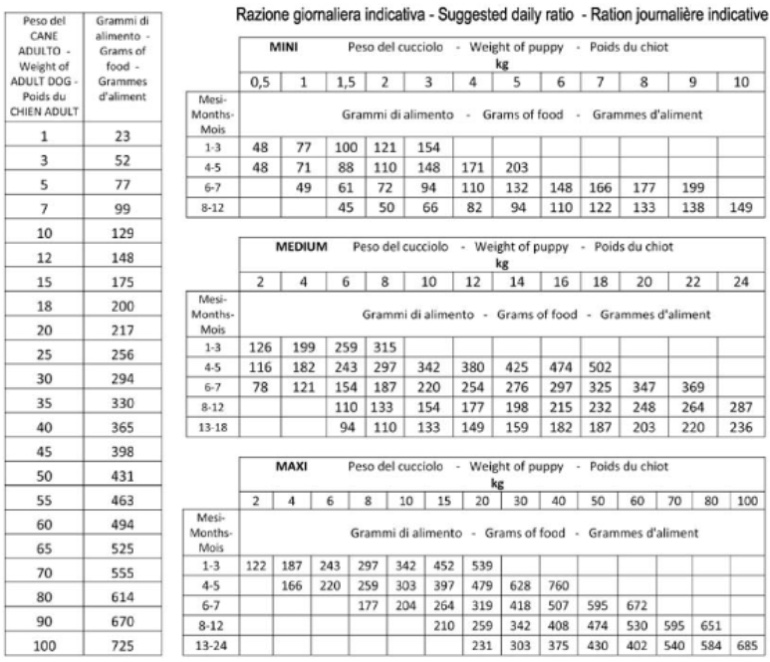 Peso del
CANE
ADULTO -
Weight of
ADULT DOG -
Poids du
CHIEN ADULT
Grammi di
alimento -
Grams of
food -
Grammes
d'aliment
1 23
3 52
5 77
7 99
10 129
12 148
15 175
18 200
20 217
25 256
30 294
35 330
40 365
45 398
50 431
55 463
60 494
65 525
70 555
80 614
90 670
100 725
Razione giornaliera indicativa - Suggested daily ratio - Ration journalière indicative
MINI Peso del cucciolo - Weight of puppy - Poids du chiot
kg
0,5 1 1,5 2 3 4 5 6 7 8 9 10
Mesi-
Months-
Mois
Grammi di alimento - Grams of food - Grammes d'aliment
1-3 48 77 100 121 154
4-5 48 71 88 110 148 171 203
6-7 49 61 72 94 110 132 148 166 177 199
8-12 45 50 66 82 94 110 122 133 138 149
MEDIUM Peso del cucciolo - Weight of puppy - Poids du chiot
kg
2 4 6 8 10 12 14 16 18 20 22 24
Mesi-
Months-
Mois
Grammi di alimento - Grams of food - Grammes d'aliment
1-3 126 199 259 315
4-5 116 182 243 297 342 380 425 474 502
6-7 78 121 154 187 220 254 276 297 325 347 369
8-12 110 133 154 177 198 215 232 248 264 287
13-18 94 110 133 149 159 182 187 203 220 236
MAXI Peso del cucciolo - Weight of puppy - Poids du chiot
kg
2 4 6 8 10 15 20 30 40 50 60 70 80 100
Mesi-
Months-
Mois
Grammi di alimento - Grams of food - Grammes d'aliment
1-3 122 187 243 297 342 452 539
4-5 166 220 259 303 397 479 628 760
6-7 177 204 264 319 418 507 595 672
8-12 210 259 342 408 474 530 595 651
13-24 231 303 375 430 402 540 584 685